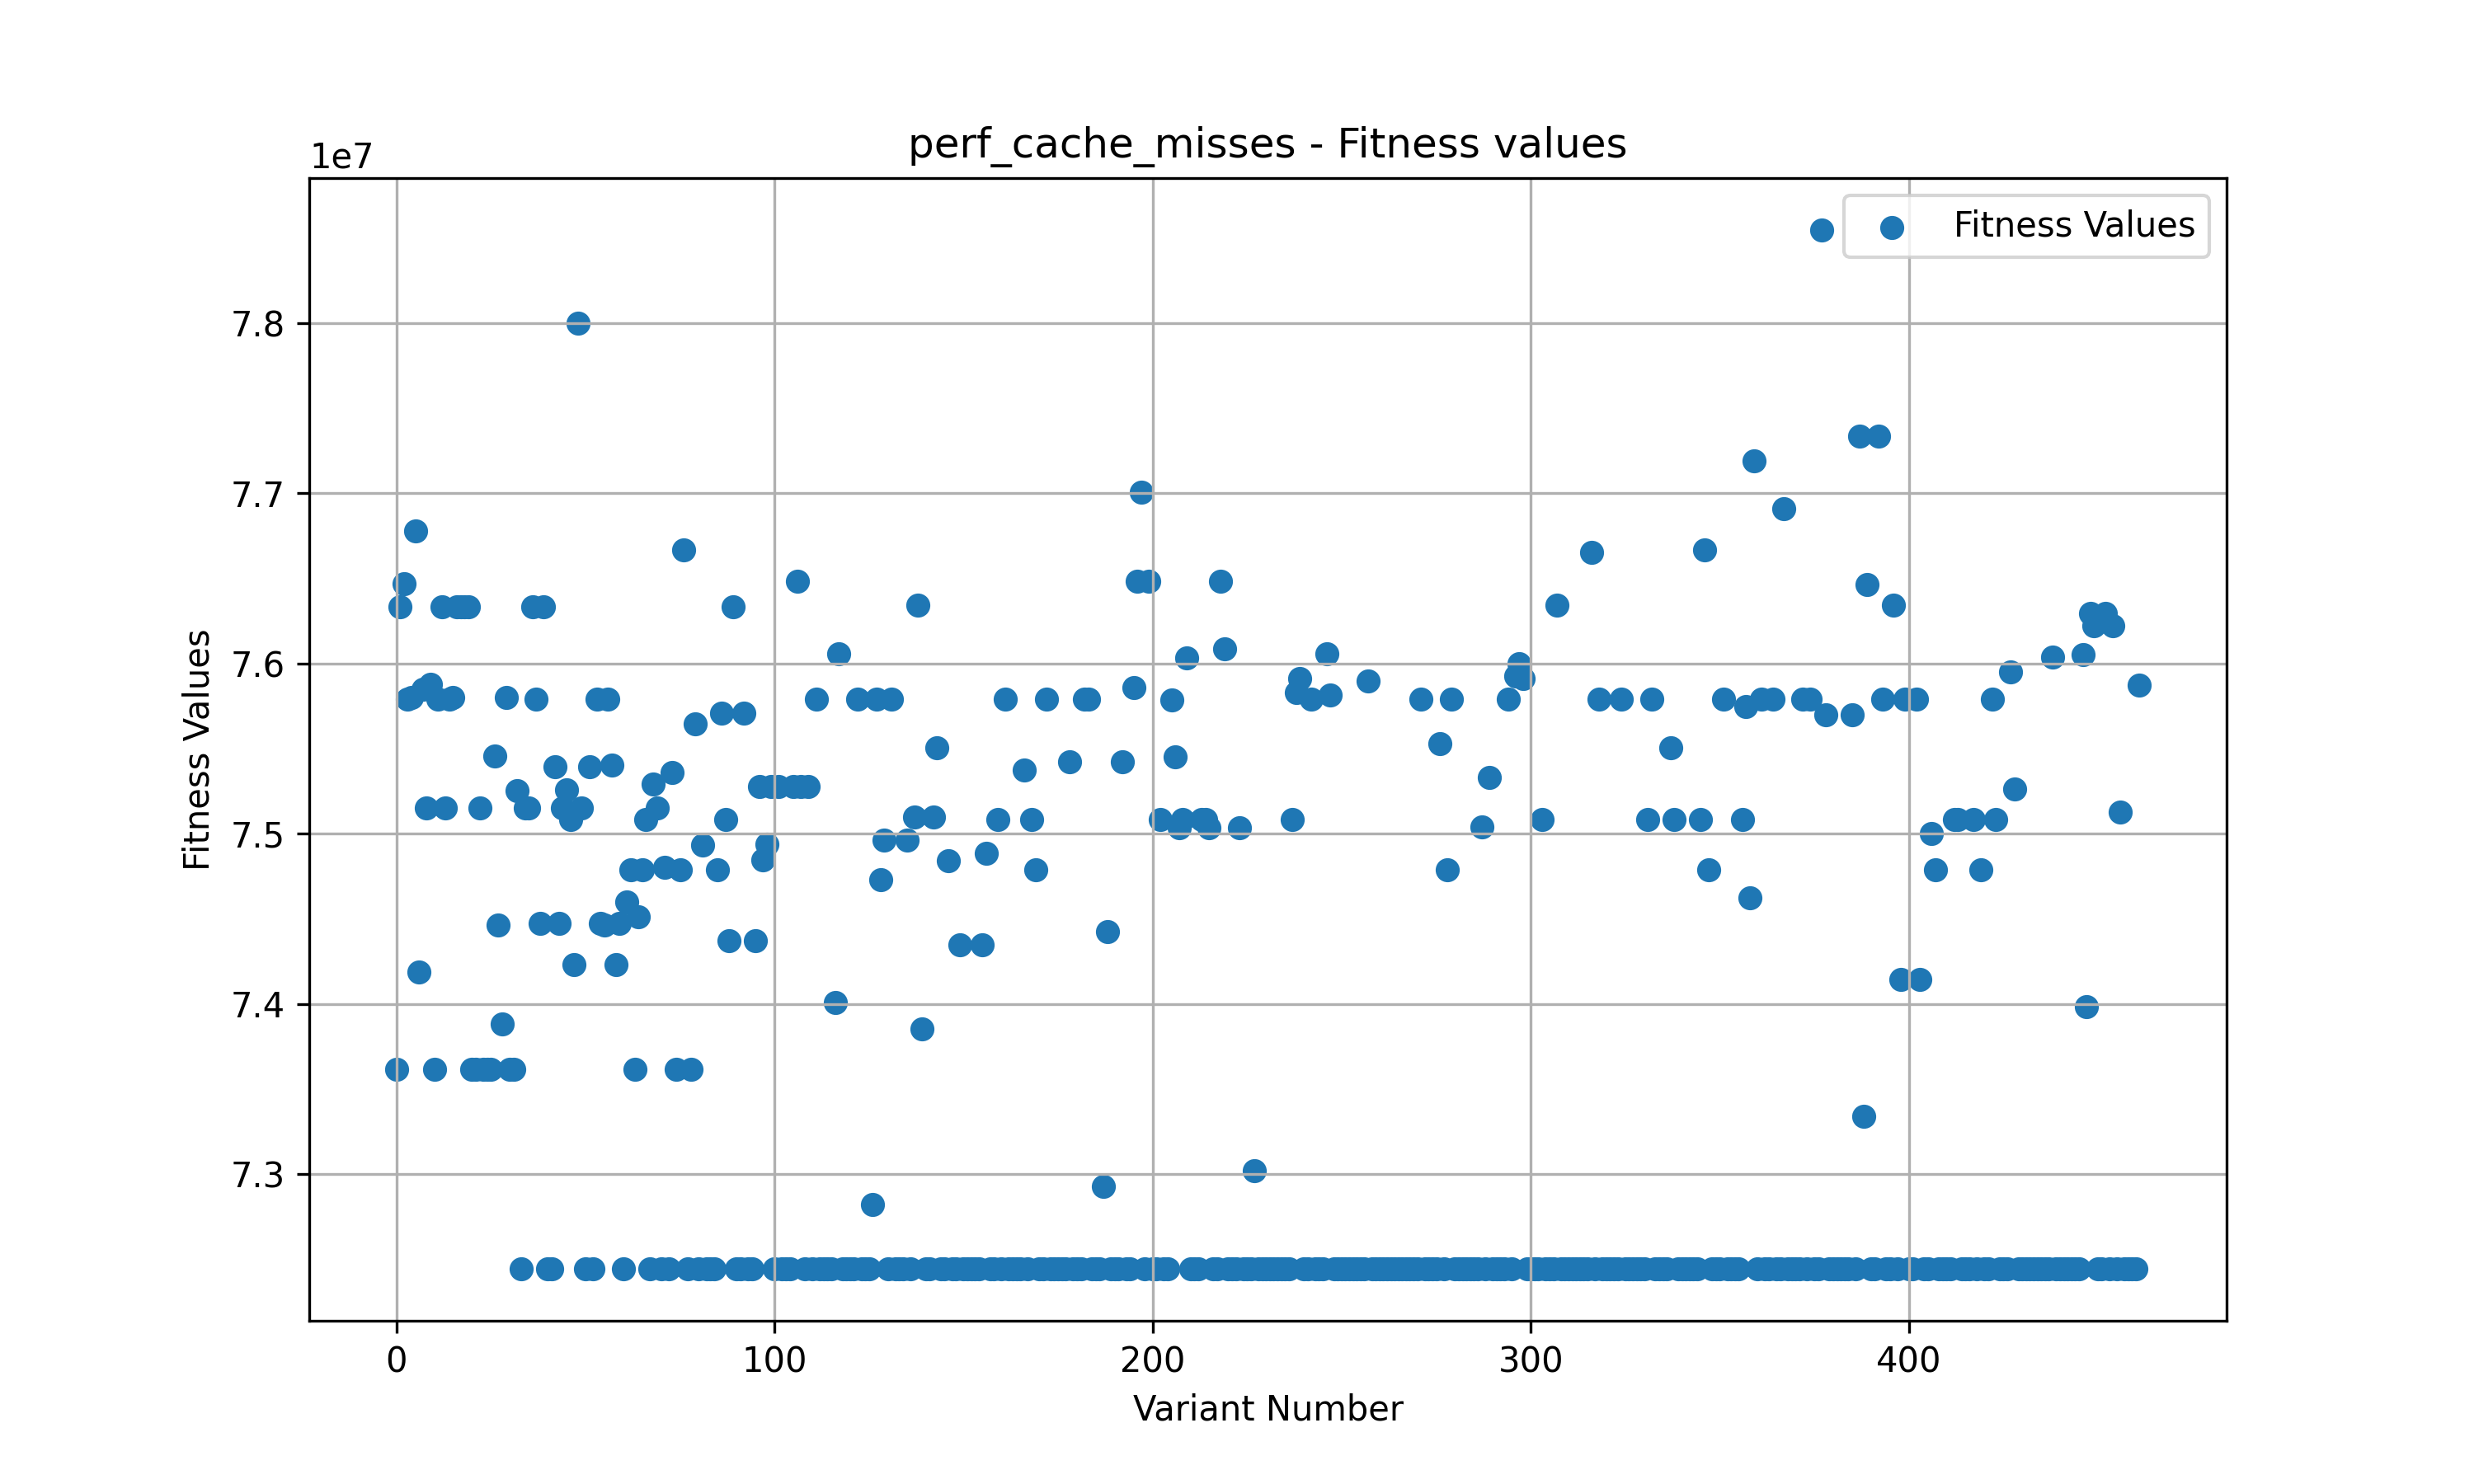 perf_cache_misses - Fitness values
1e7
Fitness Values
7.8
7.7
7.6
7.5
7.4
7.3
Fitness Values
0 100 200 300 400
Variant Number